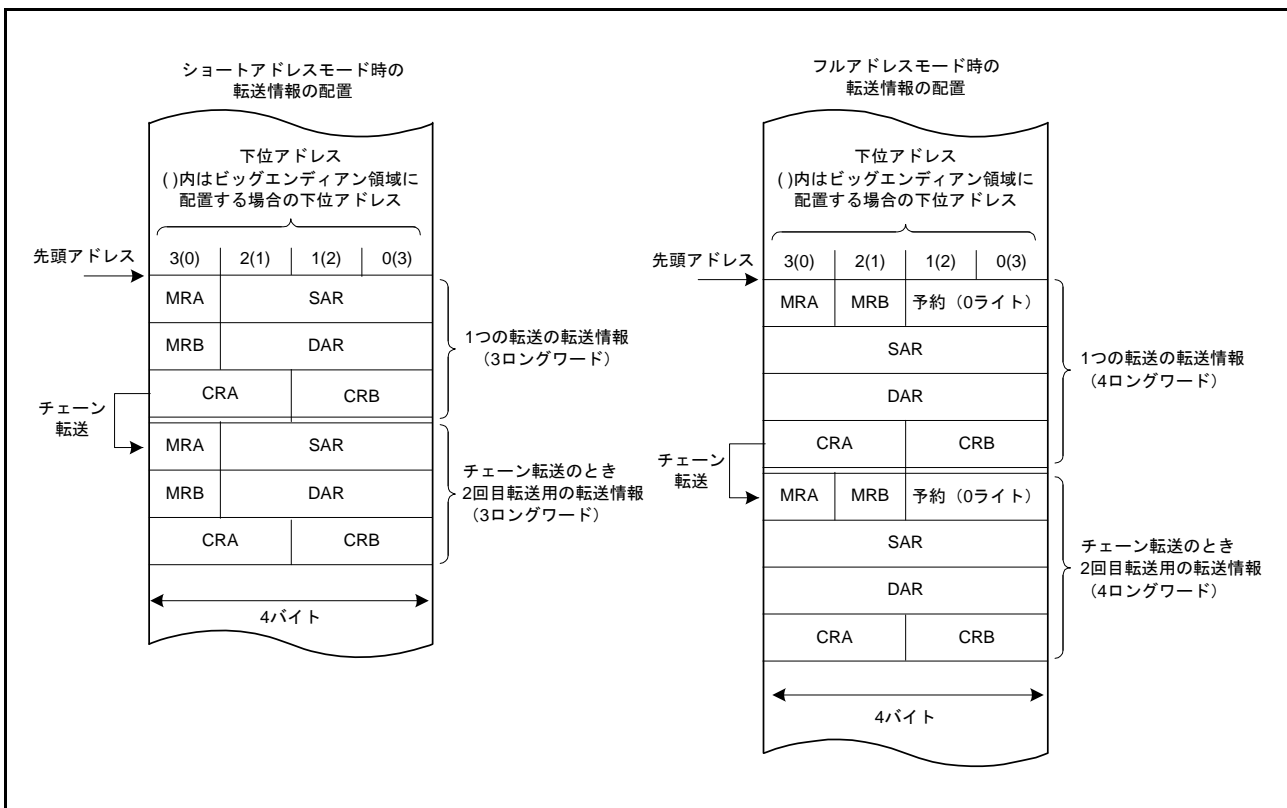 ショートアドレスモード時の
転送情報の配置
下位アドレス
( )内はビッグエンディアン領域に
配置する場合の下位アドレス
先頭アドレス
3(0) 2(1) 1(2) 0(3)
MRA SAR
MRB DAR
CRA CRB
1つの転送の転送情報
（3ロングワード）
チェーン
転送
MRA SAR
MRB DAR
CRA CRB
チェーン転送のとき
2回目転送用の転送情報
（3ロングワード）
4バイト
フルアドレスモード時の
転送情報の配置
下位アドレス
( )内はビッグエンディアン領域に
配置する場合の下位アドレス
先頭アドレス
3(0) 2(1) 1(2) 0(3)
MRA MRB 予約（0ライト）
SAR
DAR
CRA CRB
1つの転送の転送情報
（4ロングワード）
チェーン
転送
MRA MRB 予約（0ライト）
SAR
DAR
CRA CRB
チェーン転送のとき
2回目転送用の転送情報
（4ロングワード）
4バイト